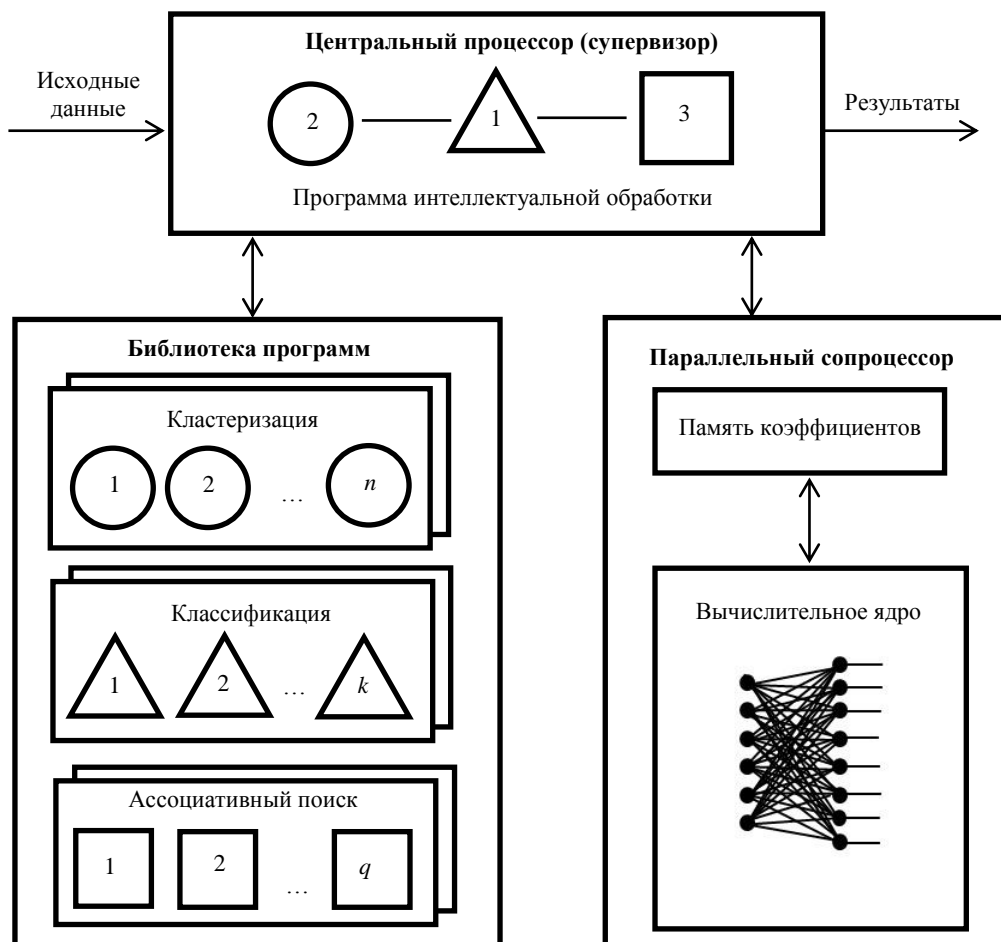 Центральный процессор (супервизор)
Исходные
данные
2
1
3
Результаты
Программа интеллектуальной обработки
Библиотека программ
Кластеризация
1
2
...
n
Классификация
1
2
...
k
Ассоциативный поиск
1
2
...
q
Параллельный сопроцессор
Память коэффициентов
Вычислительное ядро